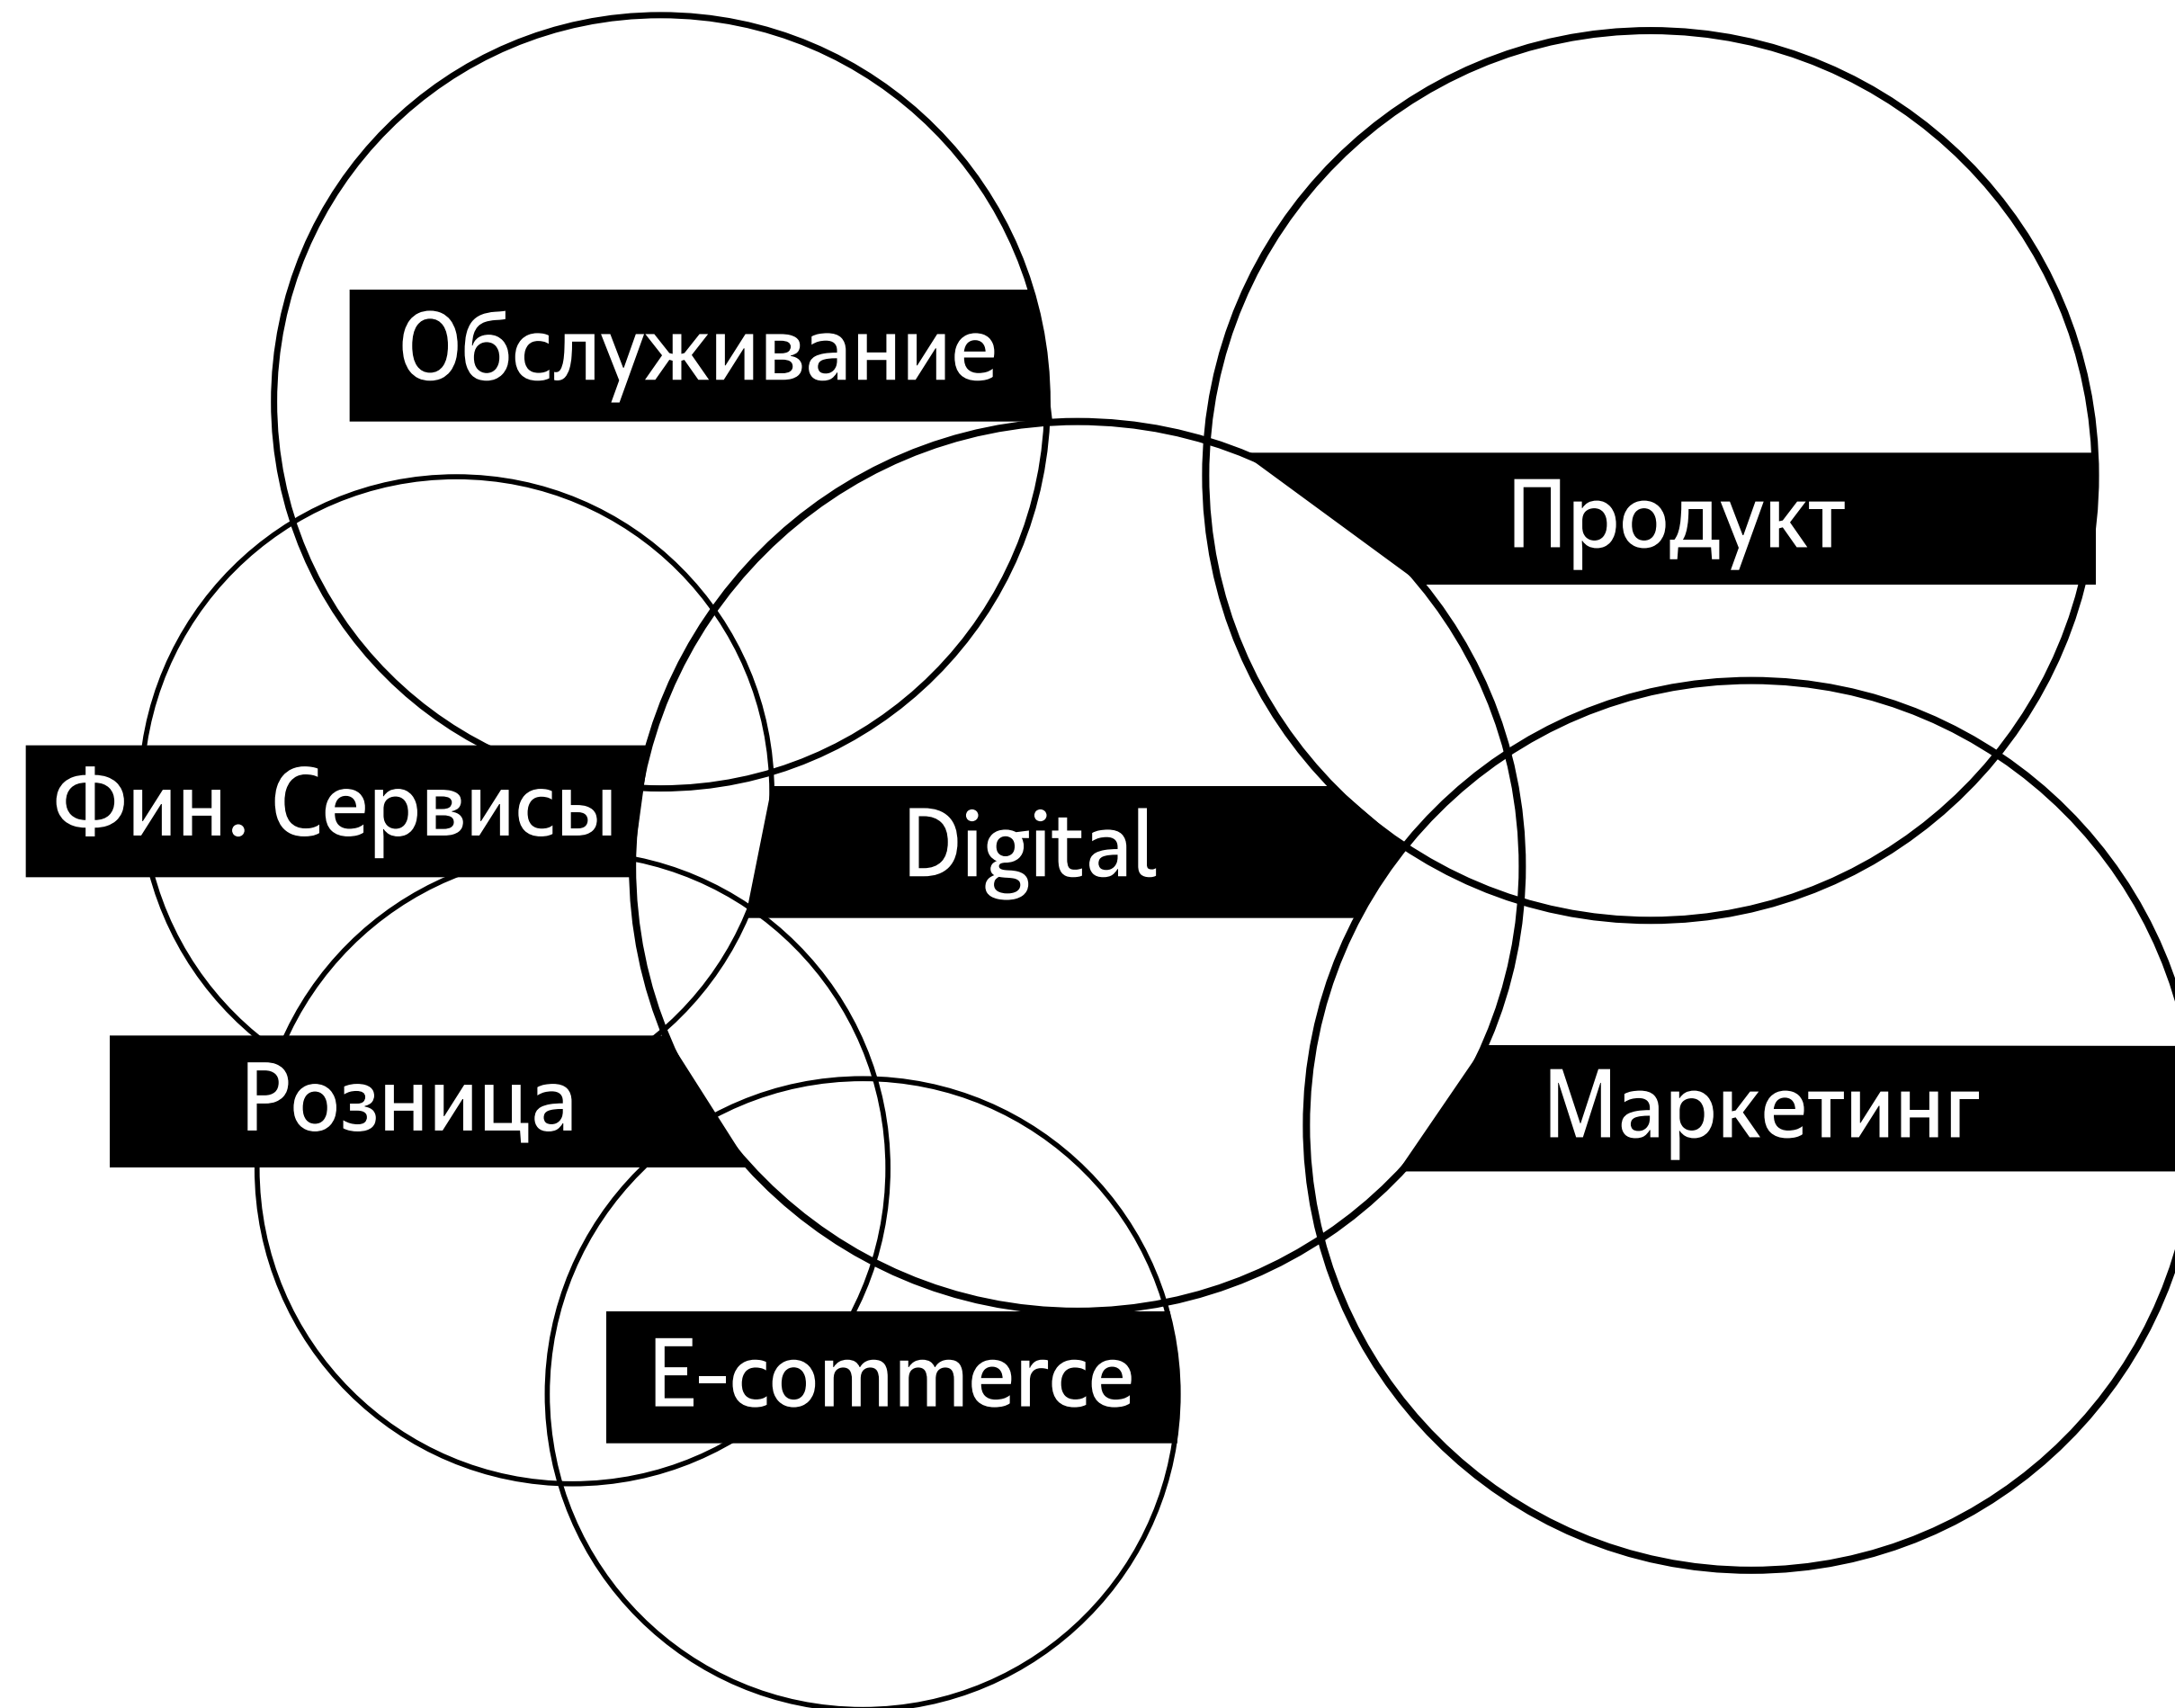 Обслуживание
Продукт
Фин. Сервисы
Digital
Розница
Маркетинг
E-commerce